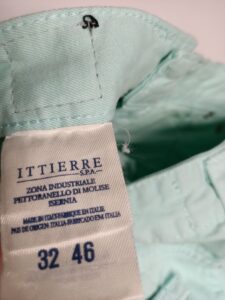 ITTIERRE
S.P.A.
ZONA INDUSTRIALE
PETTORANELLO DI MOLISE
ISERNIA
MADE IN ITALY-FABRIQUE EN ITALIE
PAIS DE ORIGEN ITALIA-FABRICADO EN ITALIA
32 46